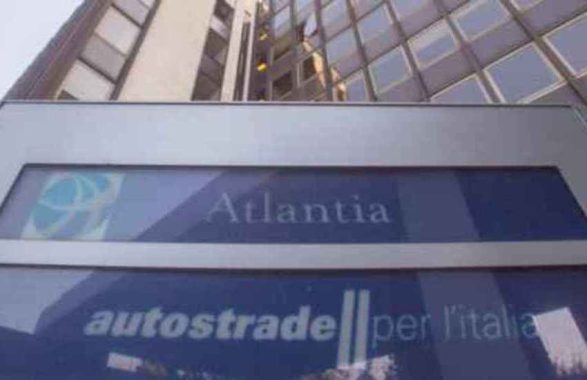 Atlantia
autostrade || per l'italia